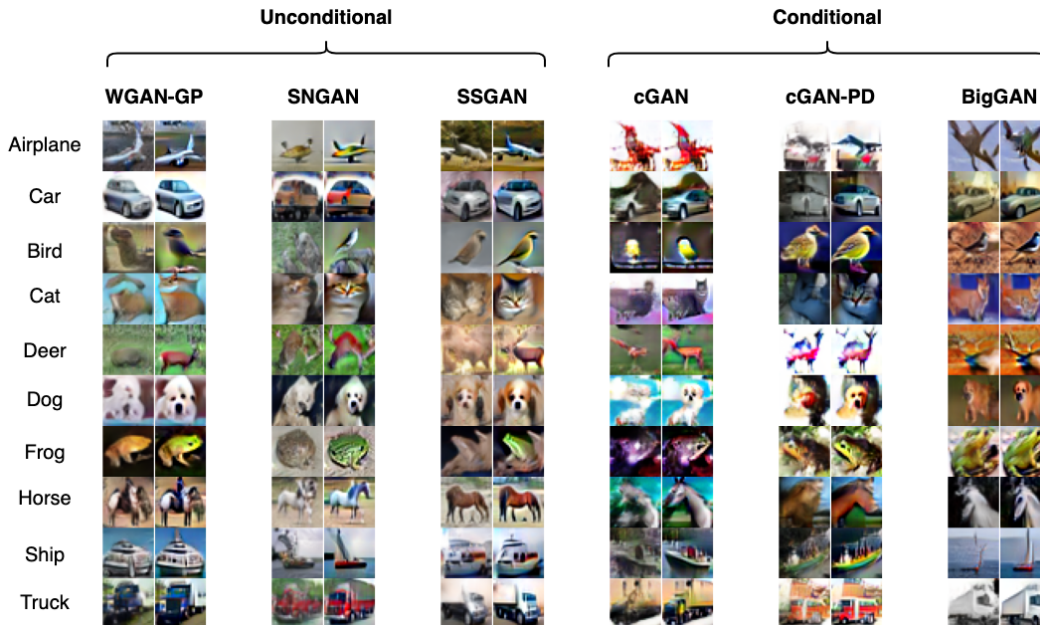 Unconditional Conditional
WGAN-GP SNGAN SSGAN cGAN cGAN-PD BigGAN
Airplane
Car
Bird
Cat
Deer
Dog
Frog
Horse
Ship
Truck